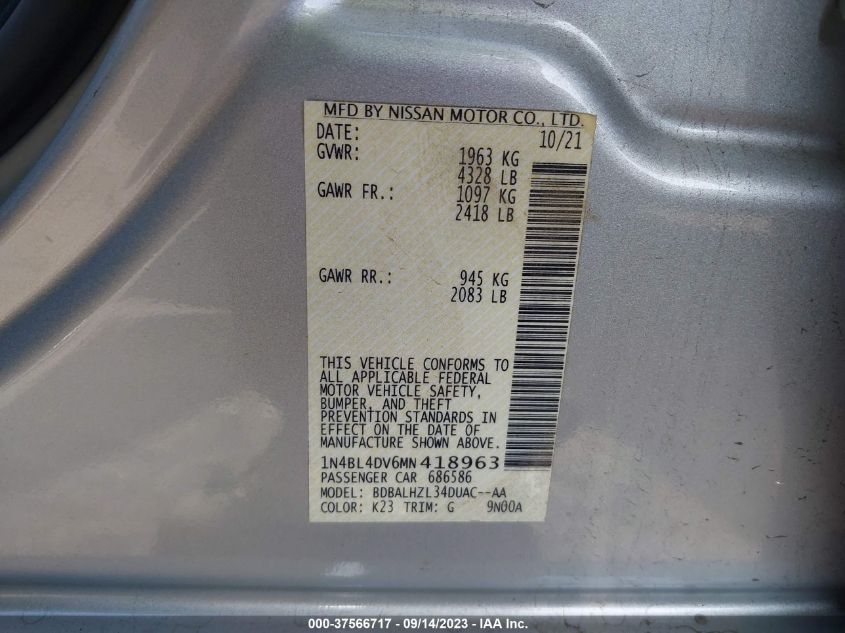 MFD BY NISSAN MOTOR CO., LTD.
DATE: 10/21
GVWR: 1963 KG
4328 LB
GAWR FR.: 1097 KG
2418 LB
GAWR RR.: 945 KG
2083 LB
THIS VEHICLE CONFORMS TO
ALL APPLICABLE FEDERAL
MOTOR VEHICLE SAFETY,
BUMPER, AND THEFT
PREVENTION STANDARDS IN
EFFECT ON THE DATE OF
MANUFACTURE SHOWN ABOVE.
1N4BL4DV6MN418963
PASSENGER CAR 686586
MODEL: BDBALHZL34DUAC--AA
COLOR: K23 TRIM: G 9N00A
000-37566717 - 09/14/2023 - IAA Inc.